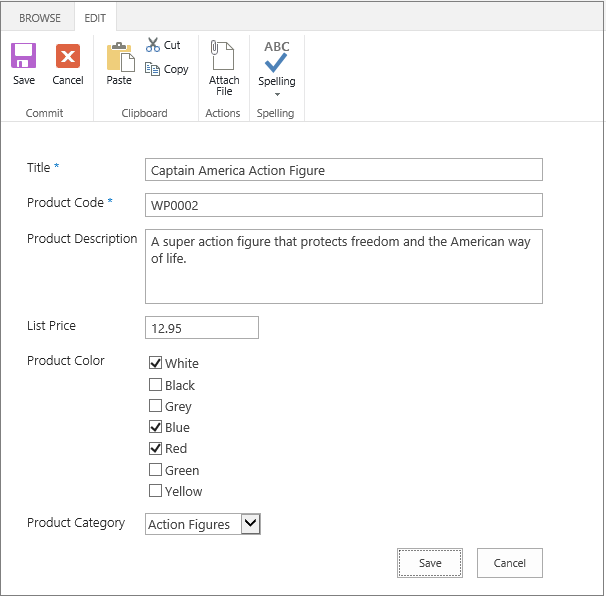 BROWSE EDIT
Save Cancel Paste Cut Copy Attach File ABC Spelling
Commit Clipboard Actions Spelling
Title * Captain America Action Figure
Product Code * WP0002
Product Description A super action figure that protects freedom and the American way
of life.
List Price 12.95
Product Color White
Black
Grey
Blue
Red
Green
Yellow
Product Category Action Figures
Save Cancel